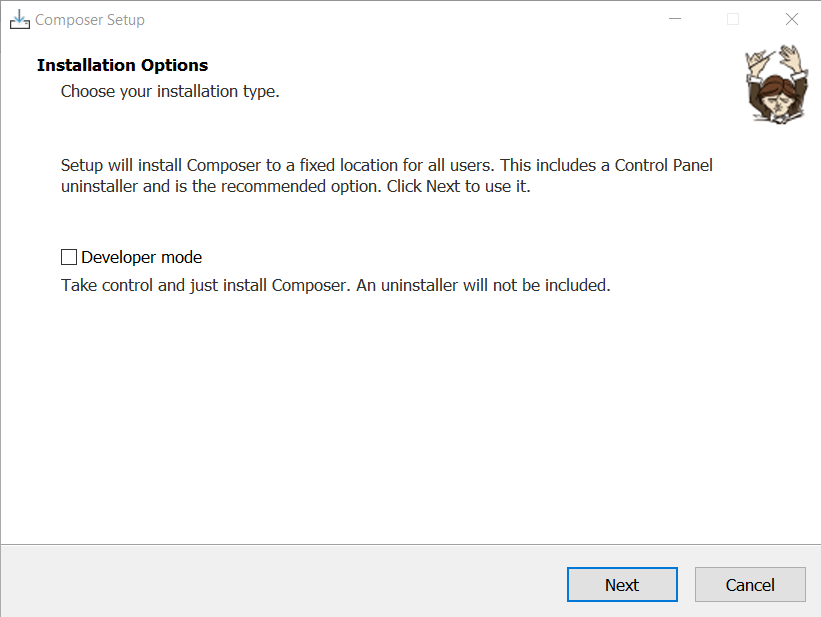 Composer Setup
Installation Options
Choose your installation type.
Setup will install Composer to a fixed location for all users. This includes a Control Panel
uninstaller and is the recommended option. Click Next to use it.
Developer mode
Take control and just install Composer. An uninstaller will not be included.
Next
Cancel